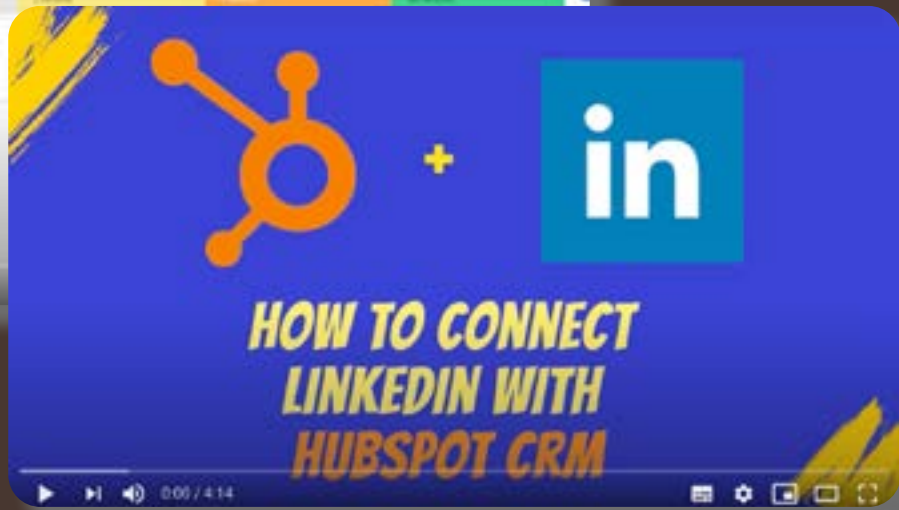 +
in
HOW TO CONNECT
LINKEDIN WITH
HUBSPOT CRM
0:00 / 4:14